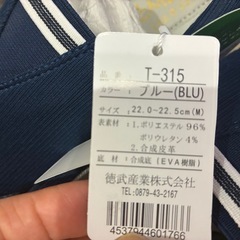 品番 T-315
カラー ブルー(BLU)
サイズ 22.0~22.5cm(M)
表素材:1.ポリエステル96%
ポリウレタン4%
2.合成皮革
底材:合成底(EVA樹脂)
徳武産業株式会社
TEL:0879-43-2167
4537944601766